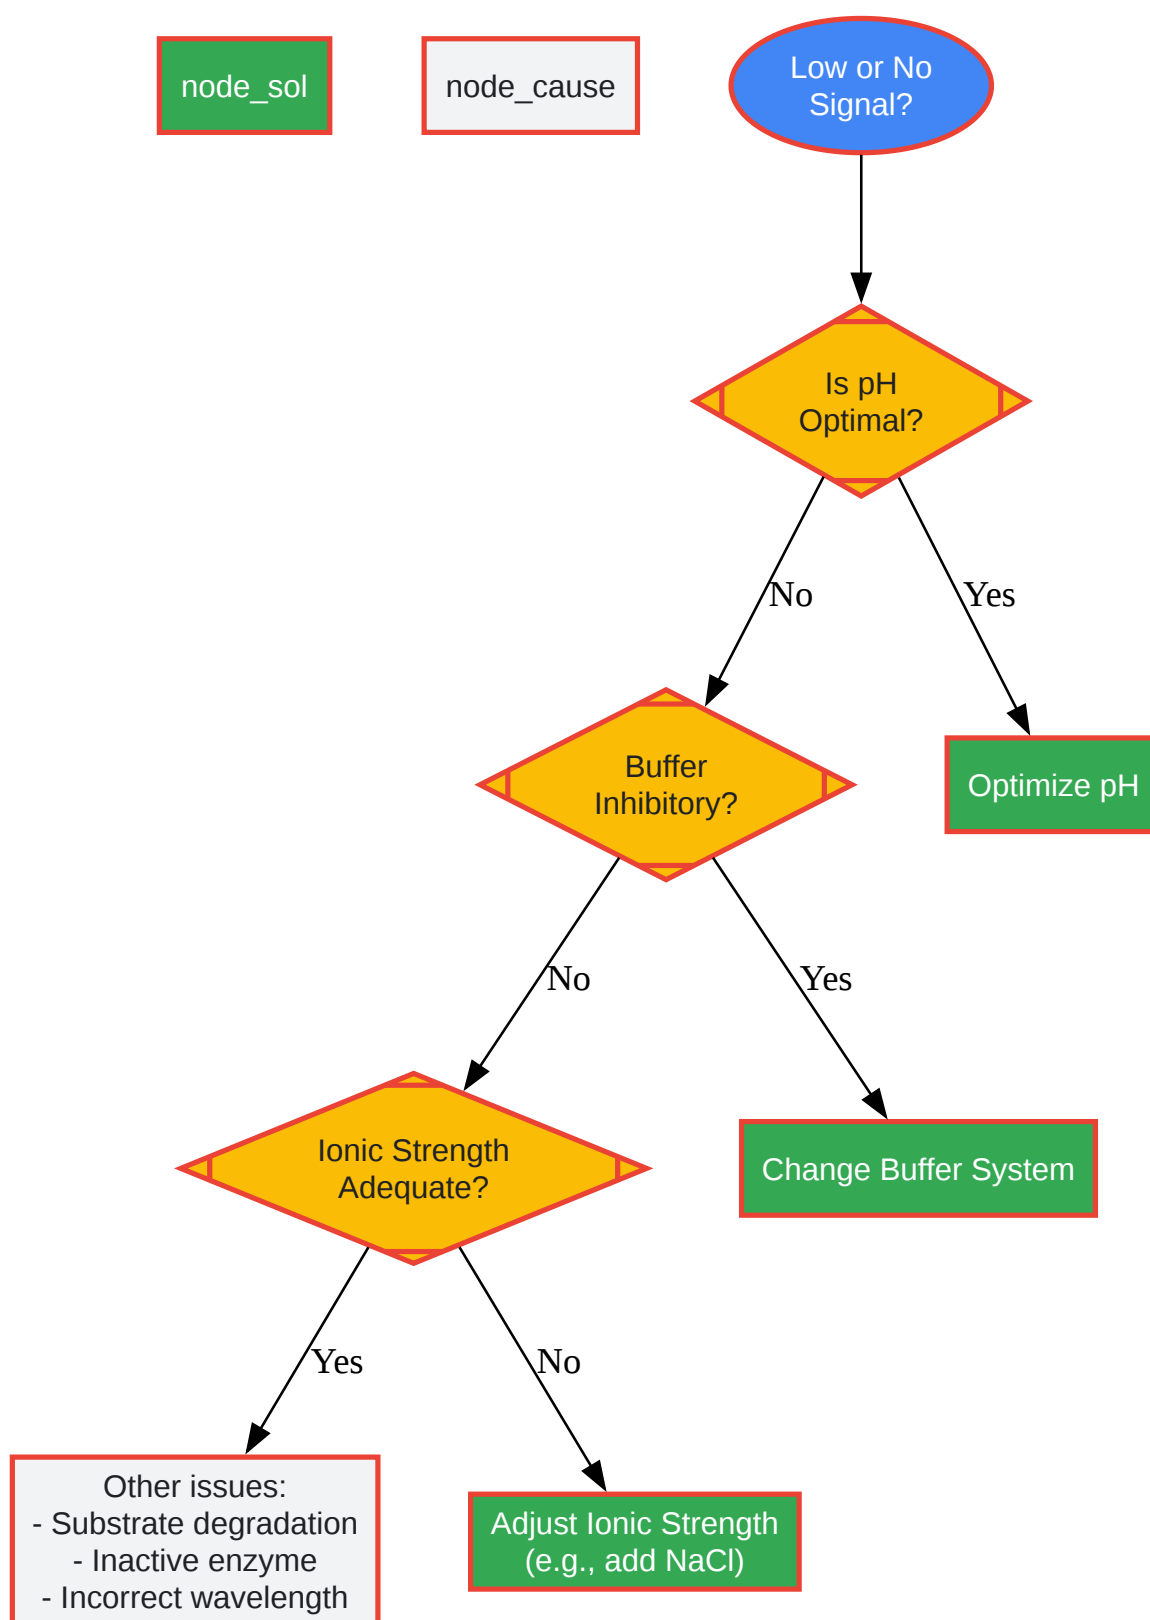 node_sol
node_cause
Low or No
Signal?
Is pH
Optimal?
No
Yes
Buffer
Inhibitory?
Optimize pH
No
Yes
Ionic Strength
Adequate?
Change Buffer System
Yes
No
Other issues:
- Substrate degradation
- Inactive enzyme
- Incorrect wavelength
Adjust Ionic Strength
(e.g., add NaCl)